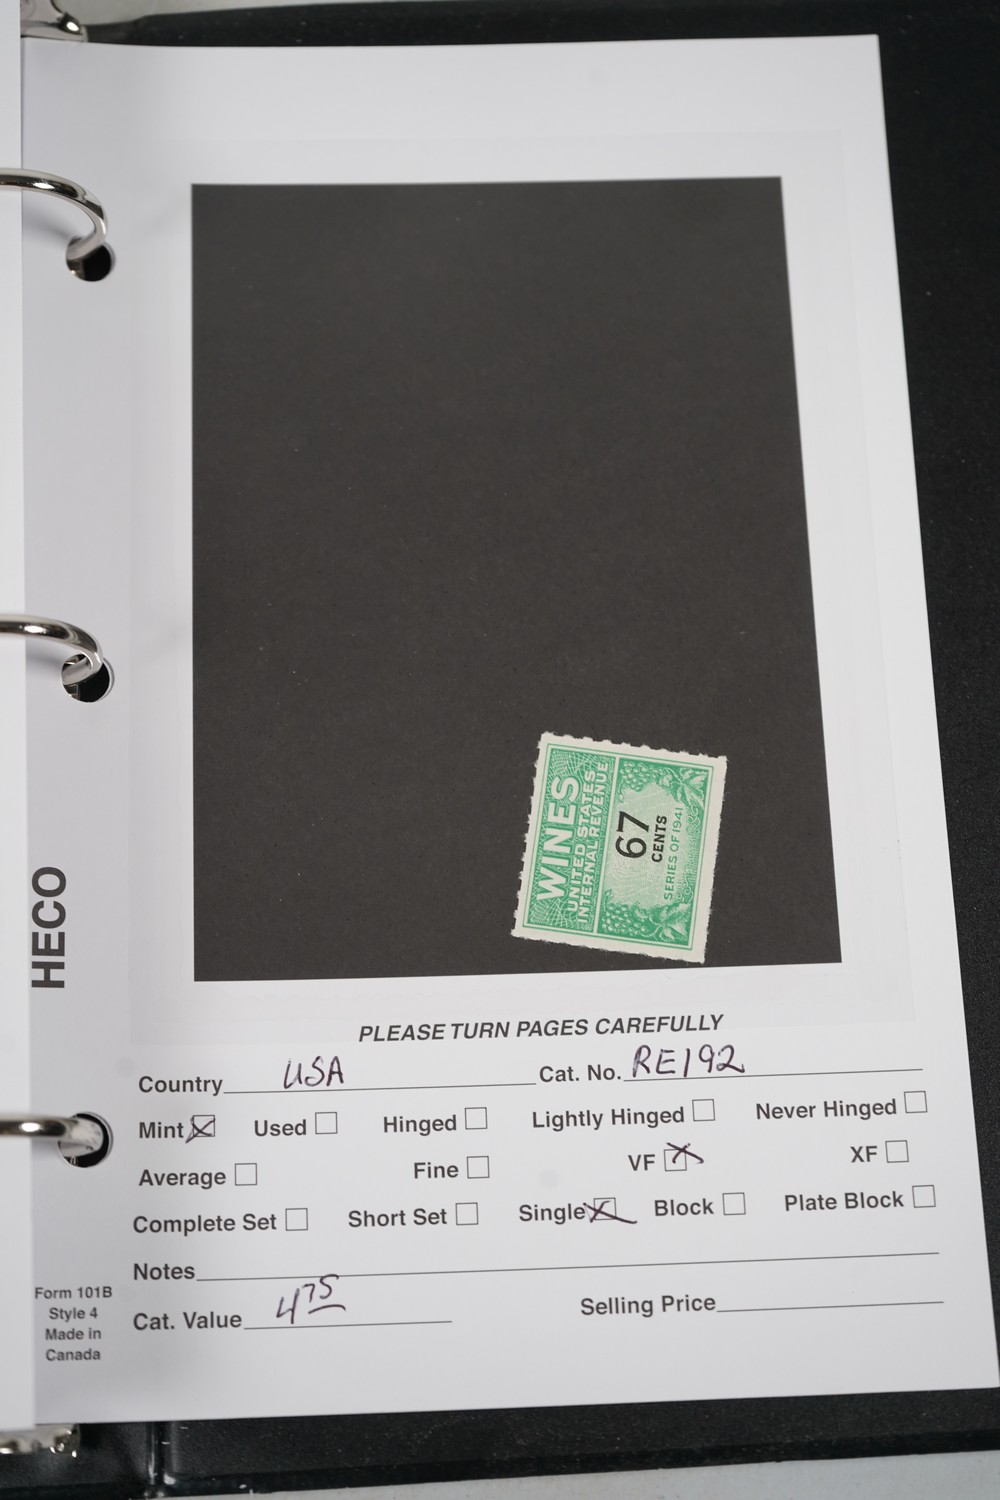 WINES
UNITED STATES
INTERNAL REVENUE
67
CENTS
SERIES OF 1941
HECO
PLEASE TURN PAGES CAREFULLY
Country USA Cat. No. RE192
Mint Used Hinged Lightly Hinged Never Hinged
Average Fine VF XF
Complete Set Short Set Single Block Plate Block
Notes
Cat. Value 4 75 Selling Price
Form 101B
Style 4
Made in
Canada